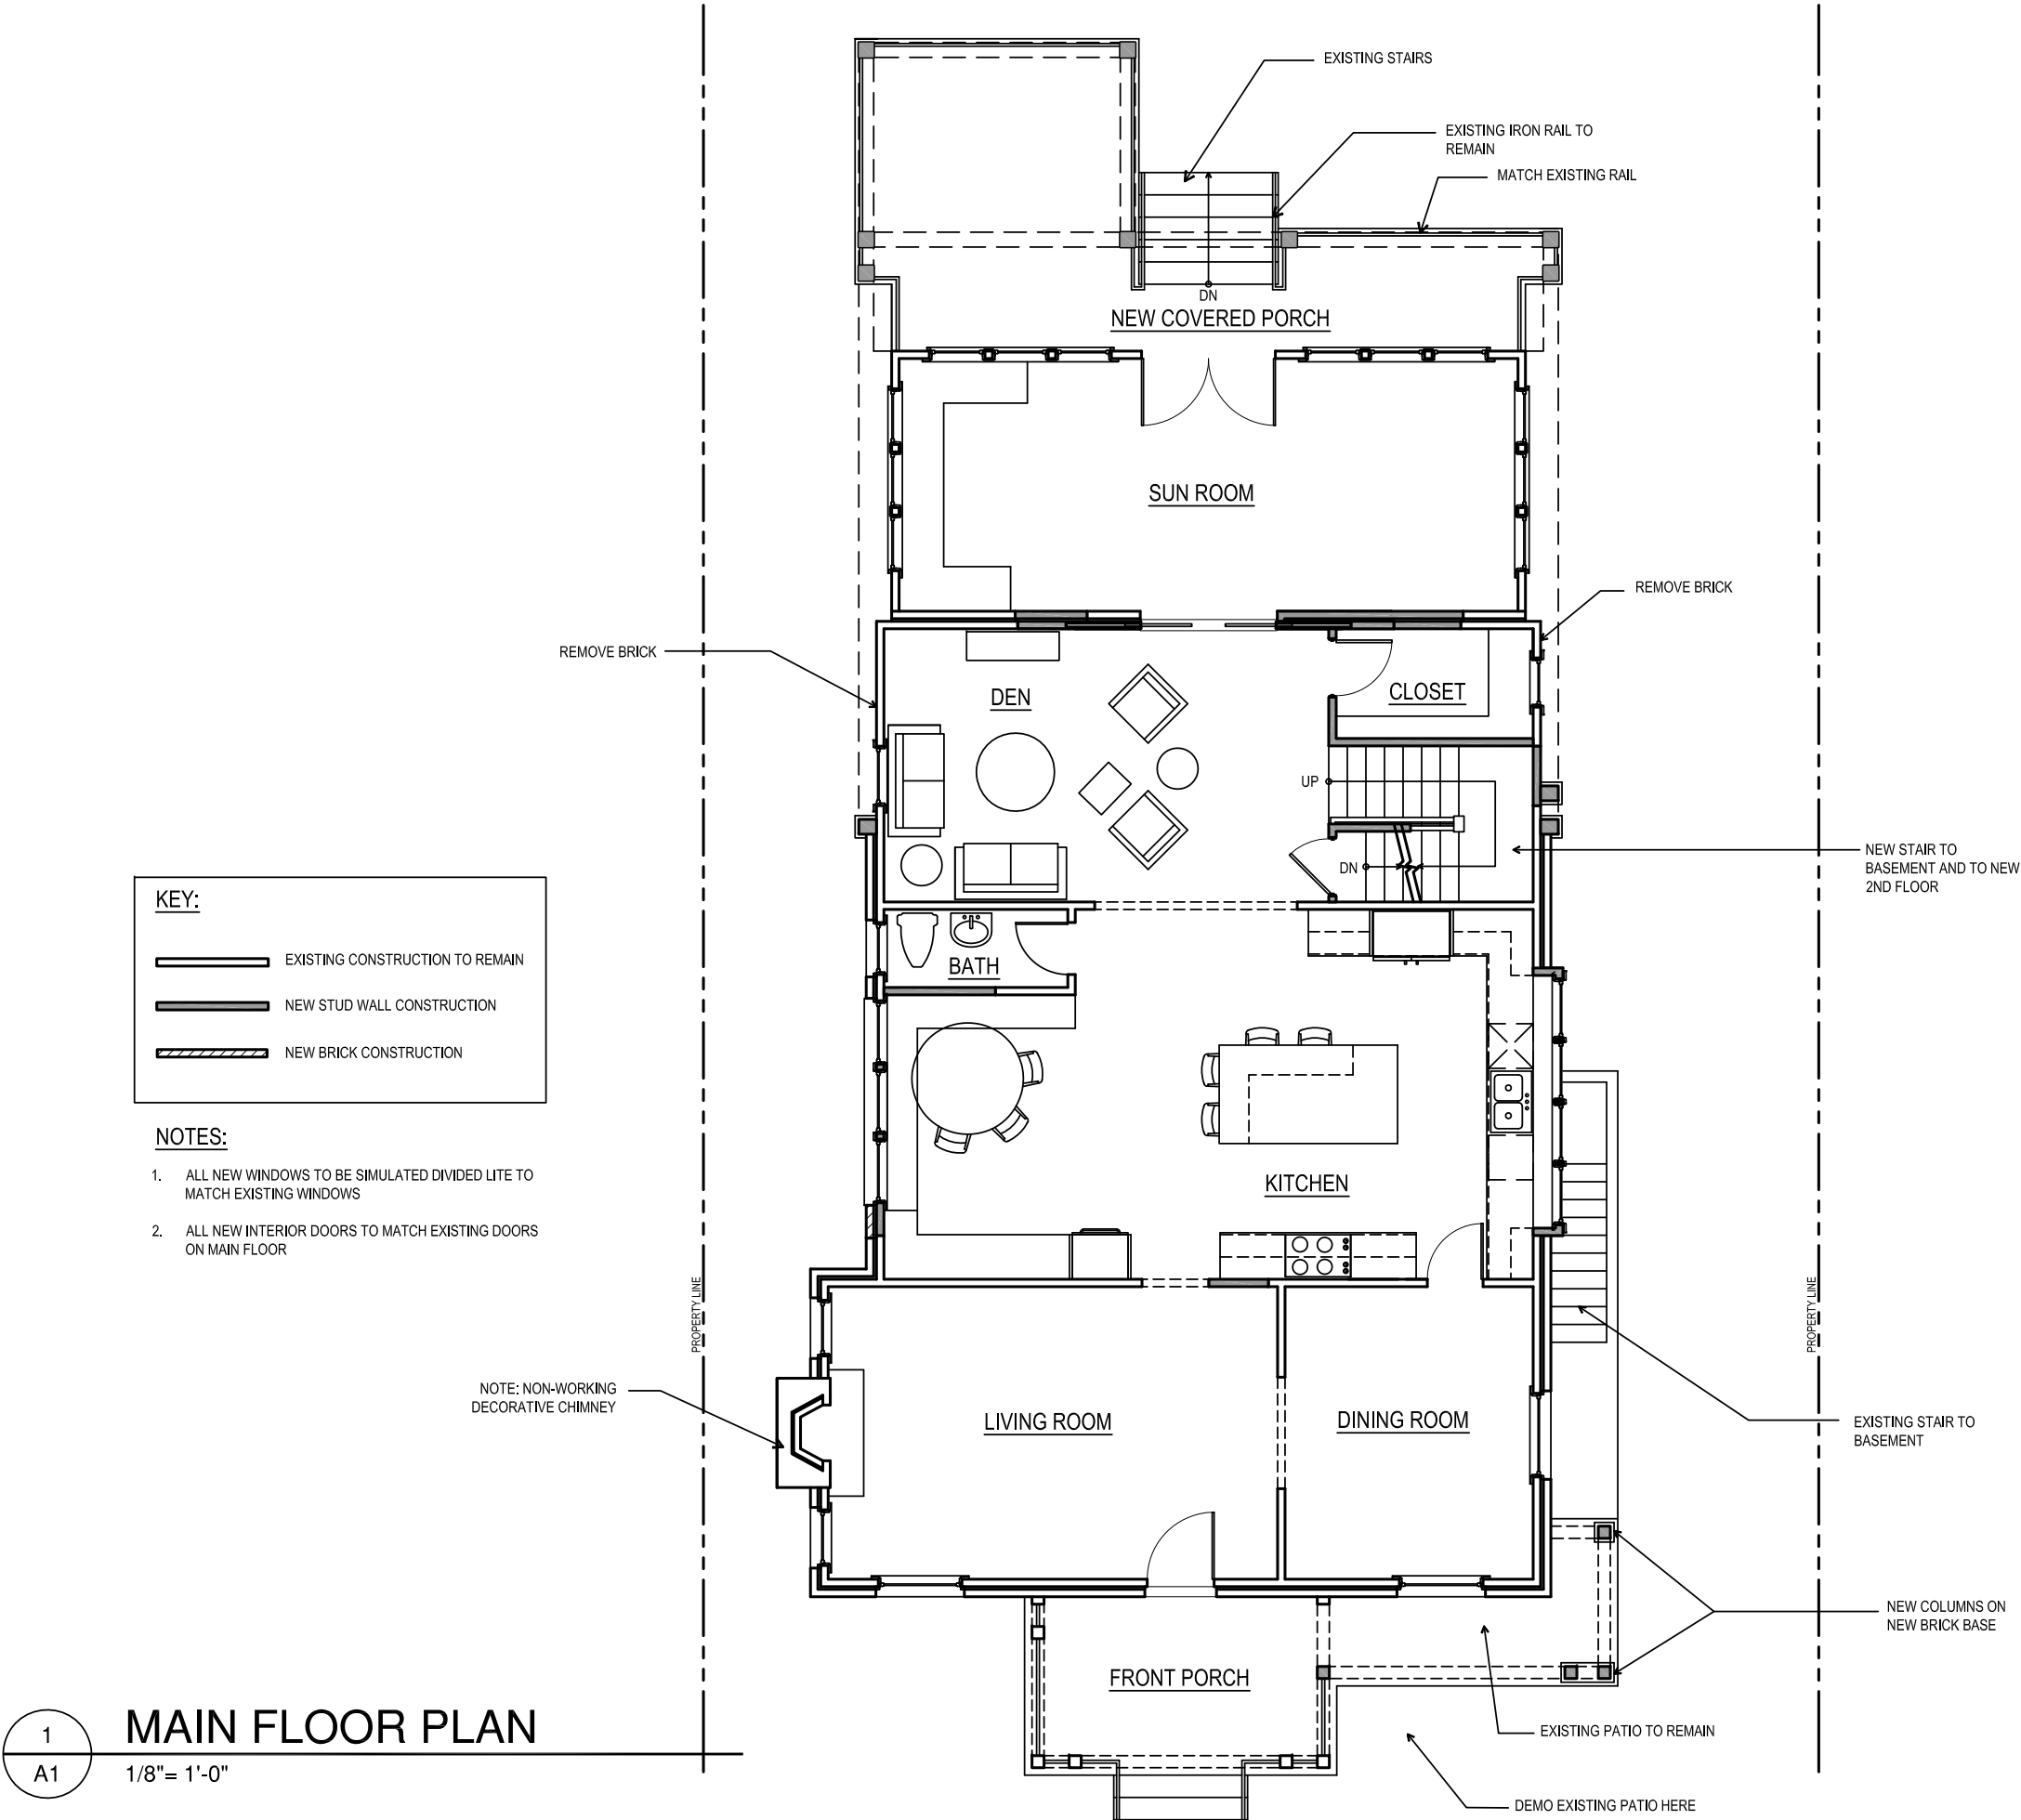 EXISTING STAIRS
EXISTING IRON RAIL TO
REMAIN
MATCH EXISTING RAIL
DN
NEW COVERED PORCH
SUN ROOM
REMOVE BRICK
REMOVE BRICK
DEN
CLOSET
UP
DN
NEW STAIR TO
BASEMENT AND TO NEW
2ND FLOOR
KEY:
EXISTING CONSTRUCTION TO REMAIN
NEW STUD WALL CONSTRUCTION
NEW BRICK CONSTRUCTION
BATH
NOTES:
1. ALL NEW WINDOWS TO BE SIMULATED DIVIDED LITE TO
MATCH EXISTING WINDOWS
2. ALL NEW INTERIOR DOORS TO MATCH EXISTING DOORS
ON MAIN FLOOR
KITCHEN
PROPERTY LINE
PROPERTY LINE
NOTE: NON-WORKING
DECORATIVE CHIMNEY
LIVING ROOM
DINING ROOM
EXISTING STAIR TO
BASEMENT
NEW COLUMNS ON
NEW BRICK BASE
FRONT PORCH
EXISTING PATIO TO REMAIN
DEMO EXISTING PATIO HERE
1
A1
MAIN FLOOR PLAN
1/8"= 1'-0"